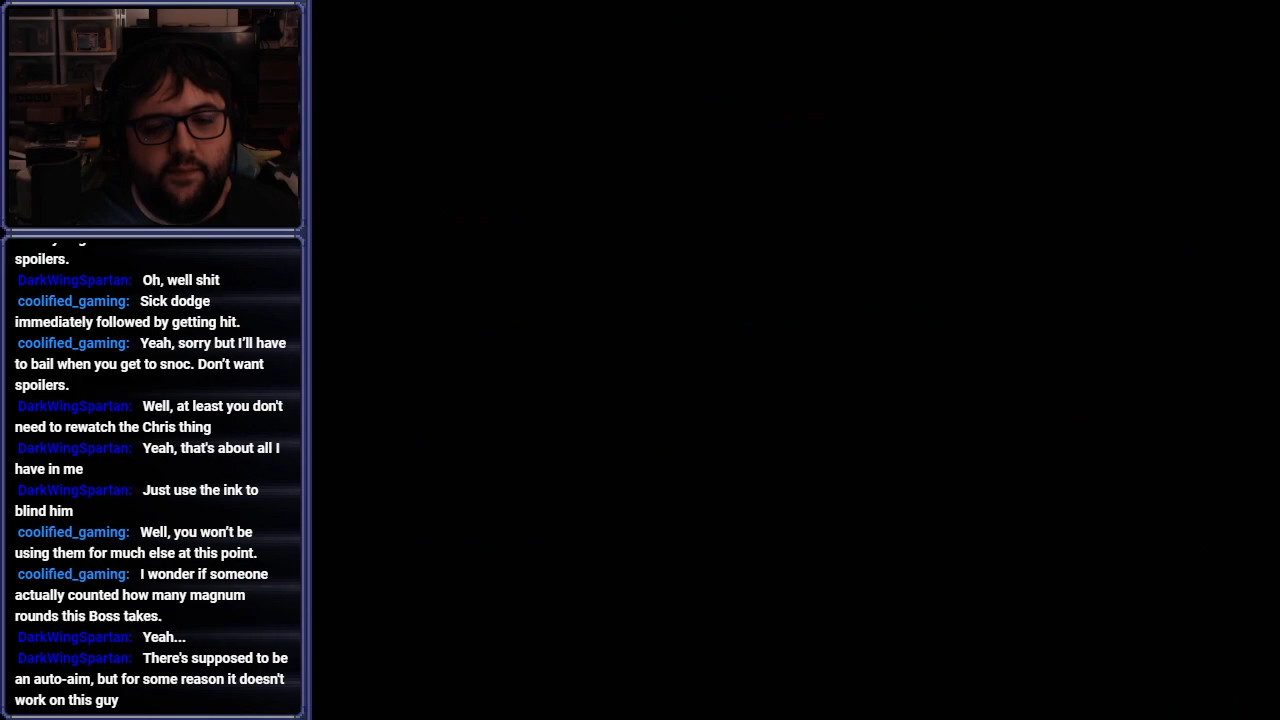 spoilers.
DarkWingSpartan: Oh, well shit
coolified_gaming: Sick dodge
immediately followed by getting hit.
coolified_gaming: Yeah, sorry but I’ll have
to bail when you get to snoc. Don’t want
spoilers.
DarkWingSpartan: Well, at least you don't
need to rewatch the Chris thing
DarkWingSpartan: Yeah, that's about all I
have in me
DarkWingSpartan: Just use the ink to
blind him
coolified_gaming: Well, you won’t be
using them for much else at this point.
coolified_gaming: I wonder if someone
actually counted how many magnum
rounds this Boss takes.
DarkWingSpartan: Yeah...
DarkWingSpartan: There's supposed to be
an auto-aim, but for some reason it doesn't
work on this guy